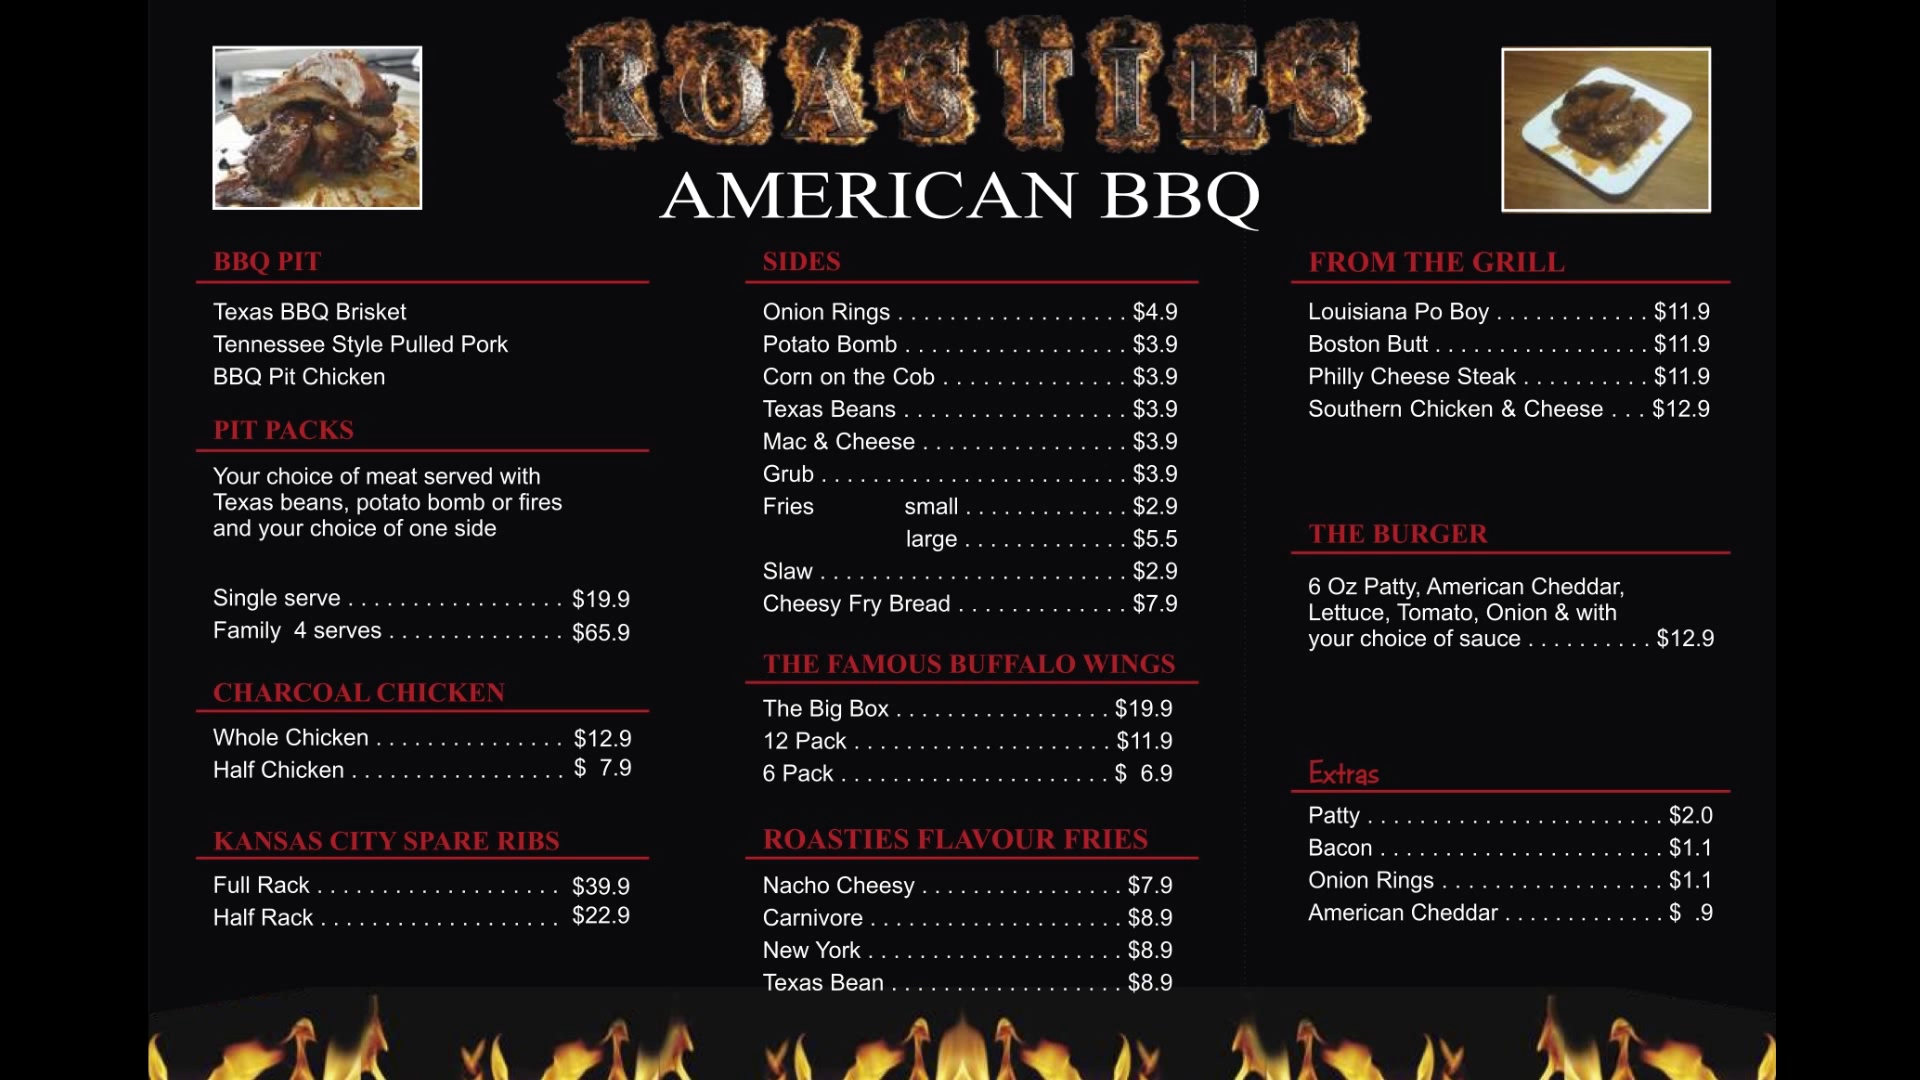 ROASTIES
AMERICAN BBQ
BBQ PIT
Texas BBQ Brisket
Tennessee Style Pulled Pork
BBQ Pit Chicken
PIT PACKS
Your choice of meat served with
Texas beans, potato bomb or fires
and your choice of one side
Single serve . . . . . . . . . . . . . . . . . $19.9
Family 4 serves . . . . . . . . . . . . . . $65.9
CHARCOAL CHICKEN
Whole Chicken . . . . . . . . . . . . . . . $12.9
Half Chicken . . . . . . . . . . . . . . . . . $ 7.9
KANSAS CITY SPARE RIBS
Full Rack . . . . . . . . . . . . . . . . . . . $39.9
Half Rack . . . . . . . . . . . . . . . . . . . $22.9
SIDES
Onion Rings . . . . . . . . . . . . . . . . . . $4.9
Potato Bomb . . . . . . . . . . . . . . . . . $3.9
Corn on the Cob . . . . . . . . . . . . . . $3.9
Texas Beans . . . . . . . . . . . . . . . . . $3.9
Mac & Cheese . . . . . . . . . . . . . . . . $3.9
Grub . . . . . . . . . . . . . . . . . . . . . . . . $3.9
Fries small . . . . . . . . . . . . . $2.9
large . . . . . . . . . . . . . $5.5
Slaw . . . . . . . . . . . . . . . . . . . . . . . . $2.9
Cheesy Fry Bread . . . . . . . . . . . . . $7.9
THE FAMOUS BUFFALO WINGS
The Big Box . . . . . . . . . . . . . . . . . $19.9
12 Pack . . . . . . . . . . . . . . . . . . . . $11.9
6 Pack . . . . . . . . . . . . . . . . . . . . . $ 6.9
ROASTIES FLAVOUR FRIES
Nacho Cheesy . . . . . . . . . . . . . . . . $7.9
Carnivore . . . . . . . . . . . . . . . . . . . . $8.9
New York . . . . . . . . . . . . . . . . . . . . $8.9
Texas Bean . . . . . . . . . . . . . . . . . . $8.9
FROM THE GRILL
Louisiana Po Boy . . . . . . . . . . . . $11.9
Boston Butt . . . . . . . . . . . . . . . . . $11.9
Philly Cheese Steak . . . . . . . . . . $11.9
Southern Chicken & Cheese . . . $12.9
THE BURGER
6 Oz Patty, American Cheddar,
Lettuce, Tomato, Onion & with
your choice of sauce . . . . . . . . . . $12.9
Extras
Patty . . . . . . . . . . . . . . . . . . . . . . . $2.0
Bacon . . . . . . . . . . . . . . . . . . . . . . $1.1
Onion Rings . . . . . . . . . . . . . . . . . $1.1
American Cheddar . . . . . . . . . . . . . $ .9